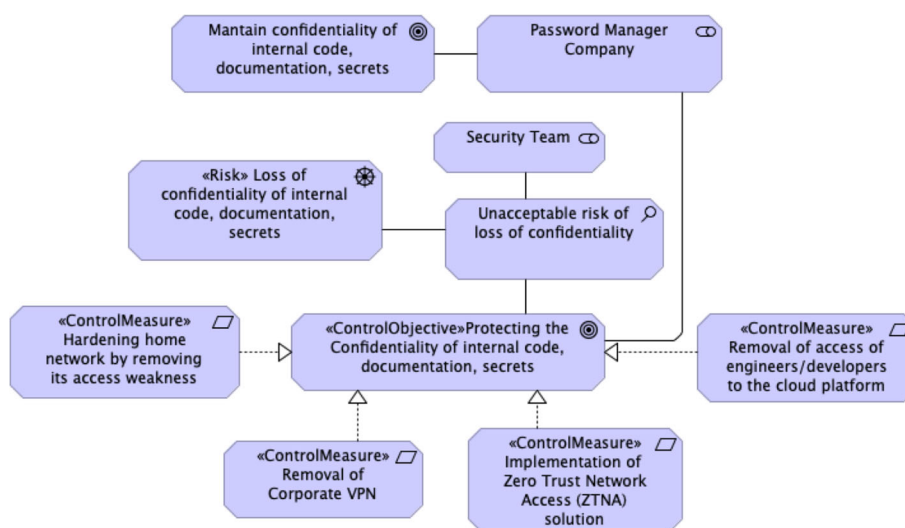 Mantain confidentiality of
internal code,
documentation, secrets
Password Manager
Company
Security Team
«Risk» Loss of
confidentiality of internal
code, documentation,
secrets
Unacceptable risk of
loss of confidentiality
«ControlMeasure»
Hardening home
network by removing
its access weakness
«ControlObjective»Protecting the
Confidentiality of internal code,
documentation, secrets
«ControlMeasure»
Removal of access of
engineers/developers
to the cloud platform
«ControlMeasure»
Removal of
Corporate VPN
«ControlMeasure»
Implementation of
Zero Trust Network
Access (ZTNA)
solution